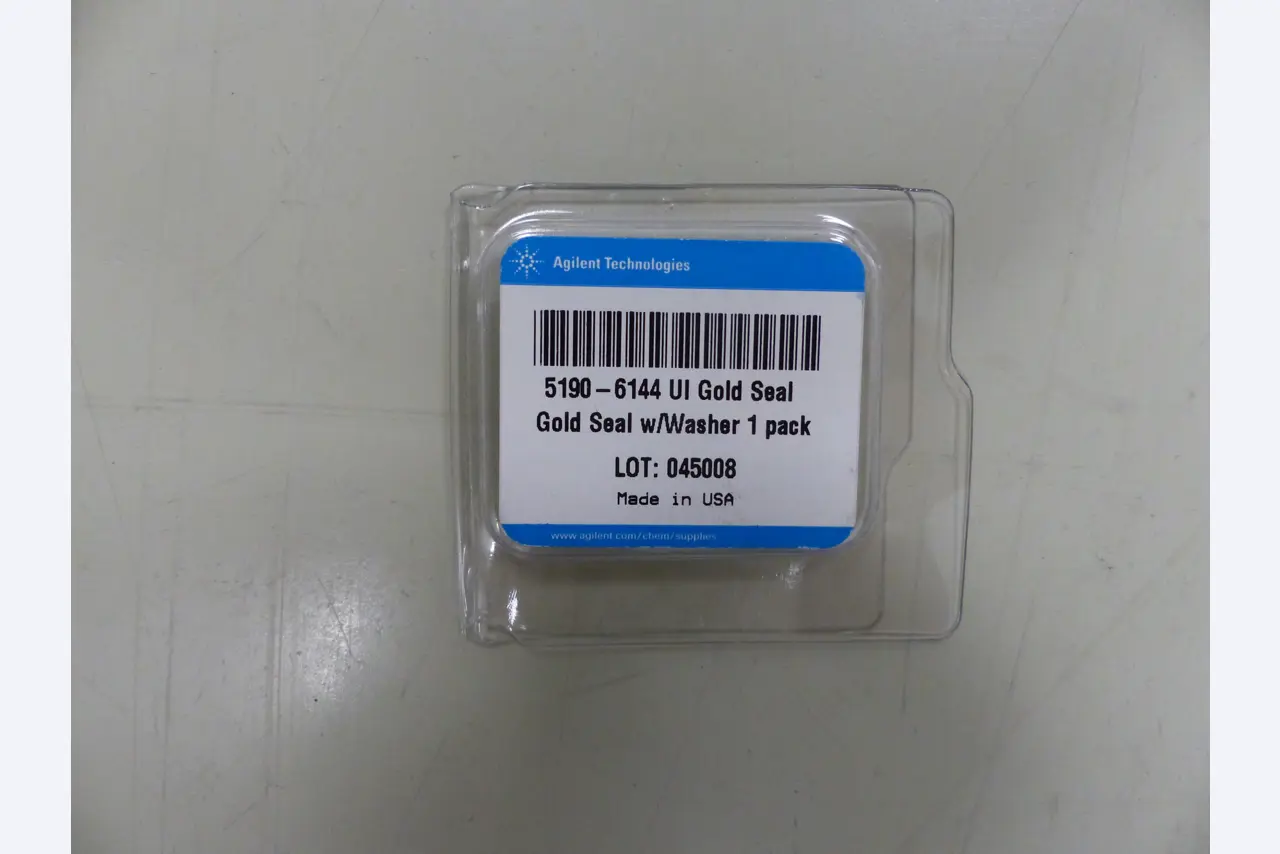 Agilent Technologies
5190-6144 UI Gold Seal
Gold Seal w/Washer 1 pack
LOT: 045008
Made in USA
www.agilent.com/chem/supplies